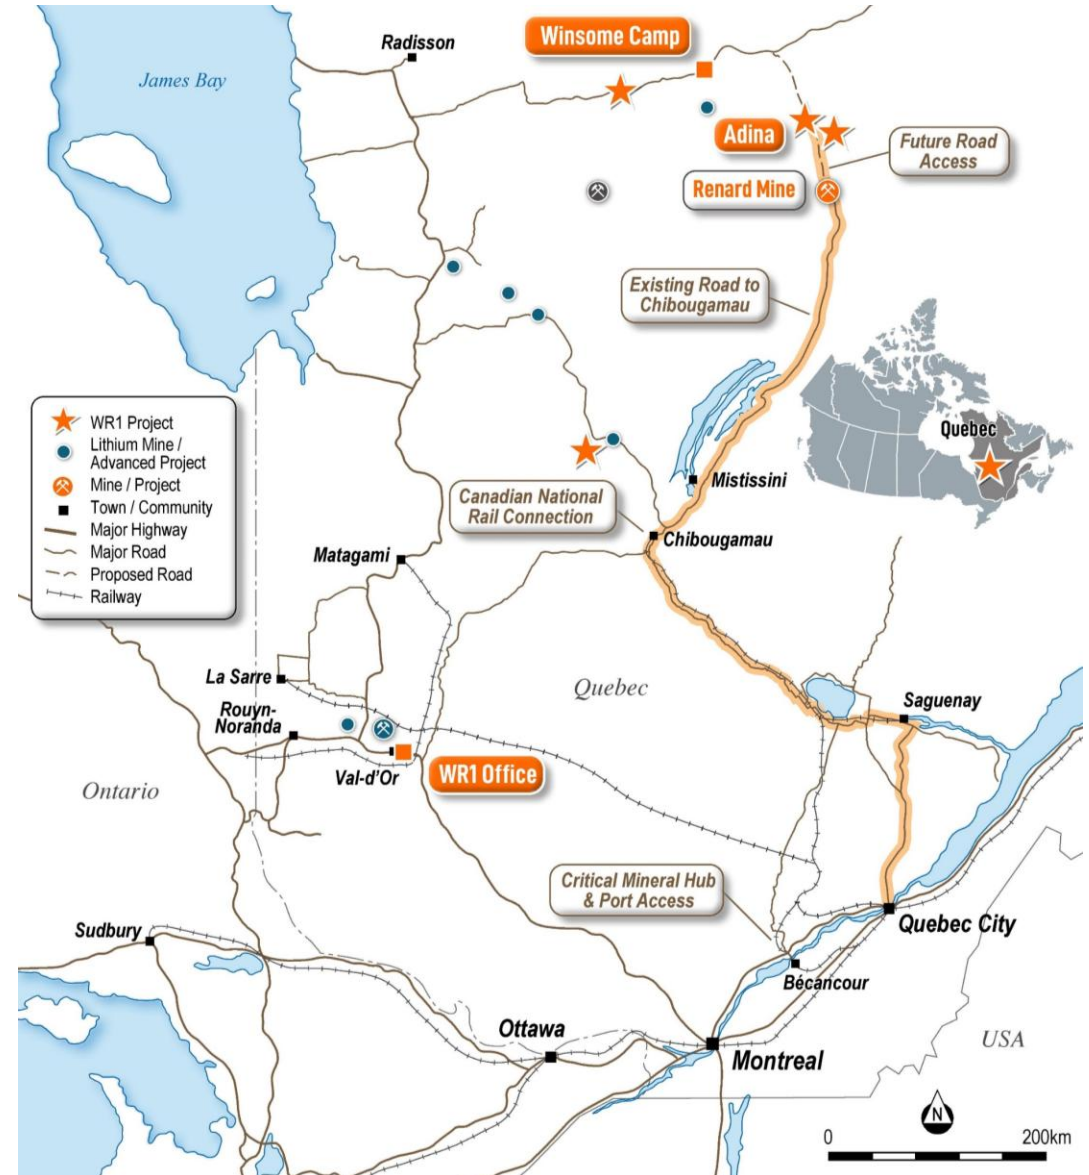 Winsome Camp
Radisson
James Bay
Adina
Future Road
Access
Renard Mine
Existing Road to
Chibougamau
Quebec
WR1 Project
Lithium Mine /
Advanced Project
Mine / Project
Town / Community
Major Highway
Major Road
Proposed Road
Railway
Mistissini
Canadian National
Rail Connection
Chibougamau
Matagami
La Sarre
Quebec
Rouyn-
Noranda
Saguenay
Val-d'Or
WR1 Office
Ontario
Critical Mineral Hub
& Port Access
Sudbury
Quebec City
Bécancour
Ottawa
Montreal
USA
N
0
200km